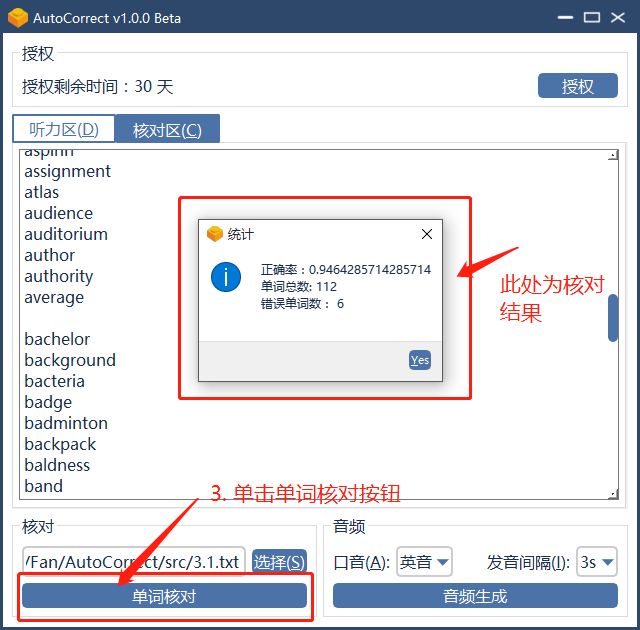 AutoCorrect v1.0.0 Beta
授权
授权剩余时间：30 天
授权
听力区(D)
核对区(C)
aspirin
assignment
atlas
audience
auditorium
author
authority
average
bachelor
background
bacteria
badge
badminton
backpack
baldness
band
统计
正确率：0.9464285714285714
单词总数: 112
错误单词数： 6
Yes
此处为核对
结果
3. 单击单词核对按钮
核对
/Fan/AutoCorrect/src/3.1.txt
选择(S)
单词核对
音频
口音(A):
英音
发音间隔(I):
3s
音频生成